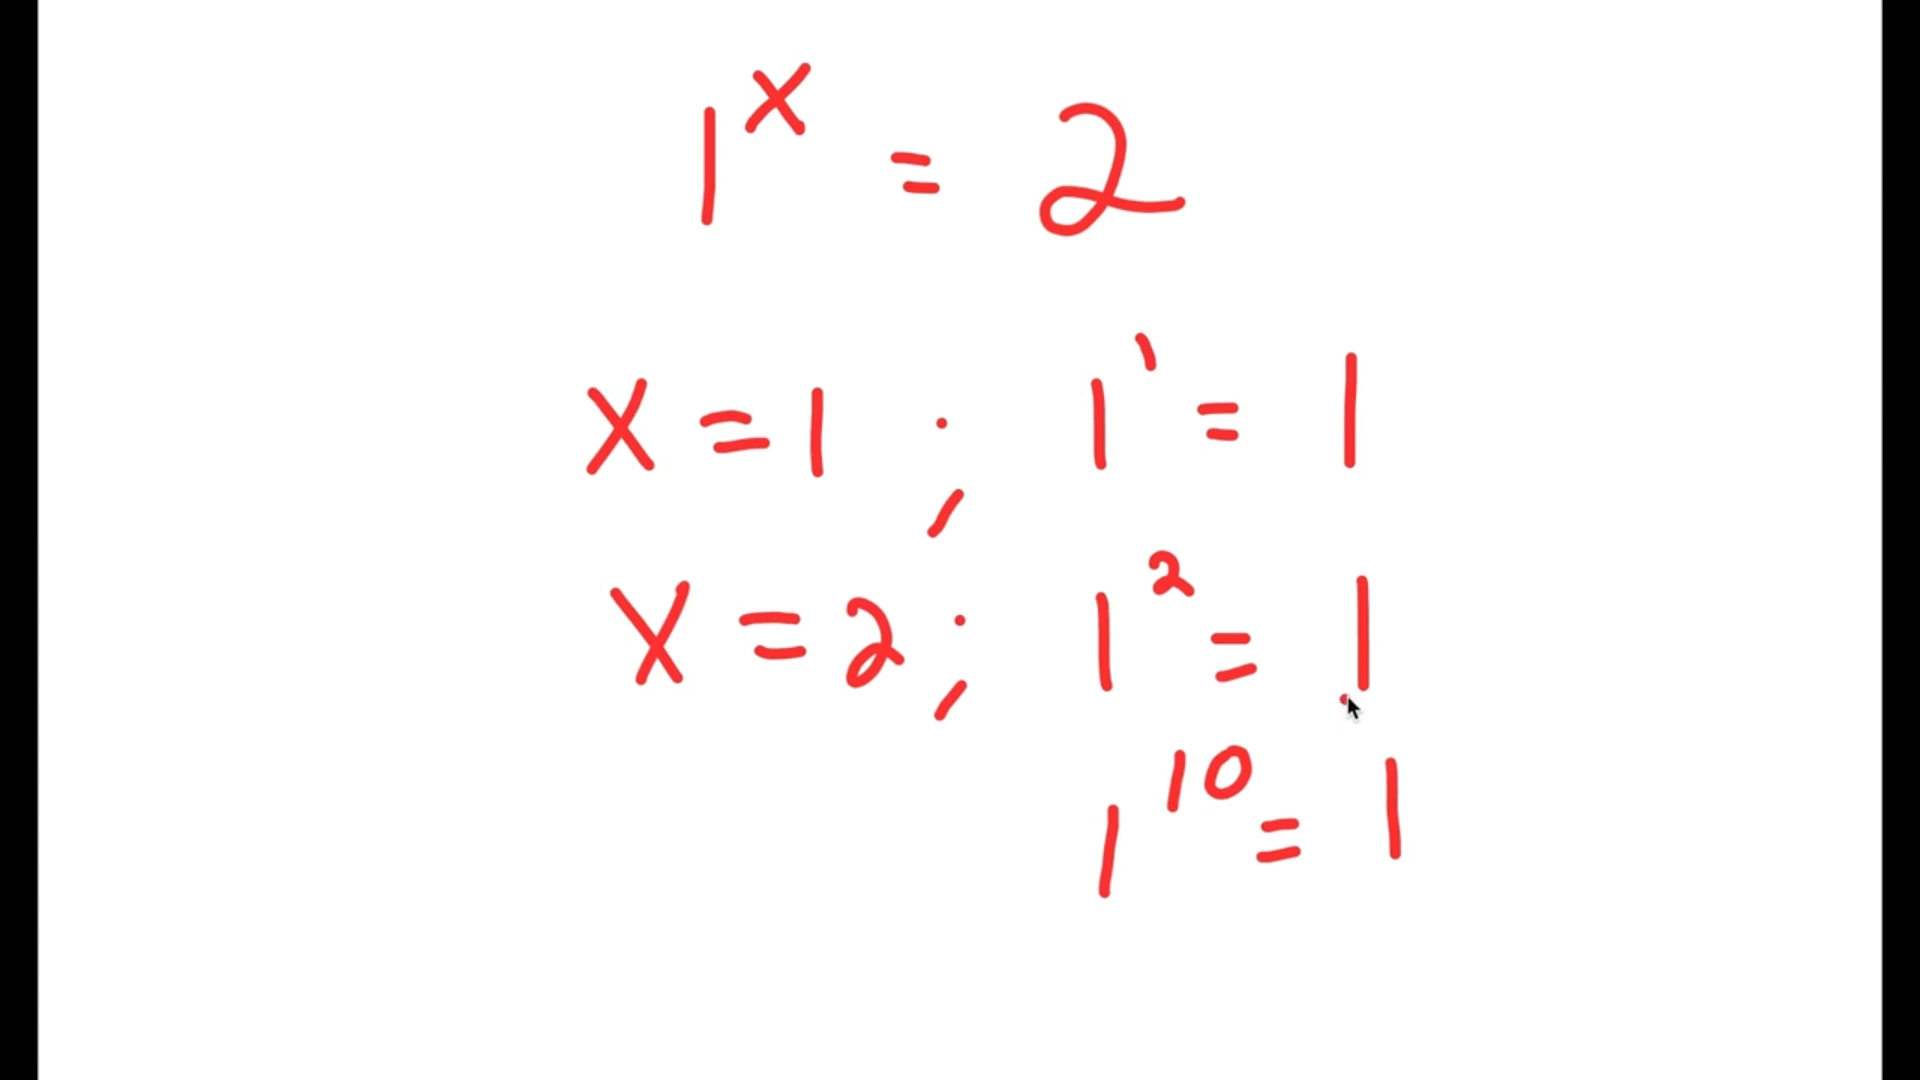 1^x = 2
x = 1 ; 1^1 = 1
x = 2 ; 1^2 = 1
1^10 = 1